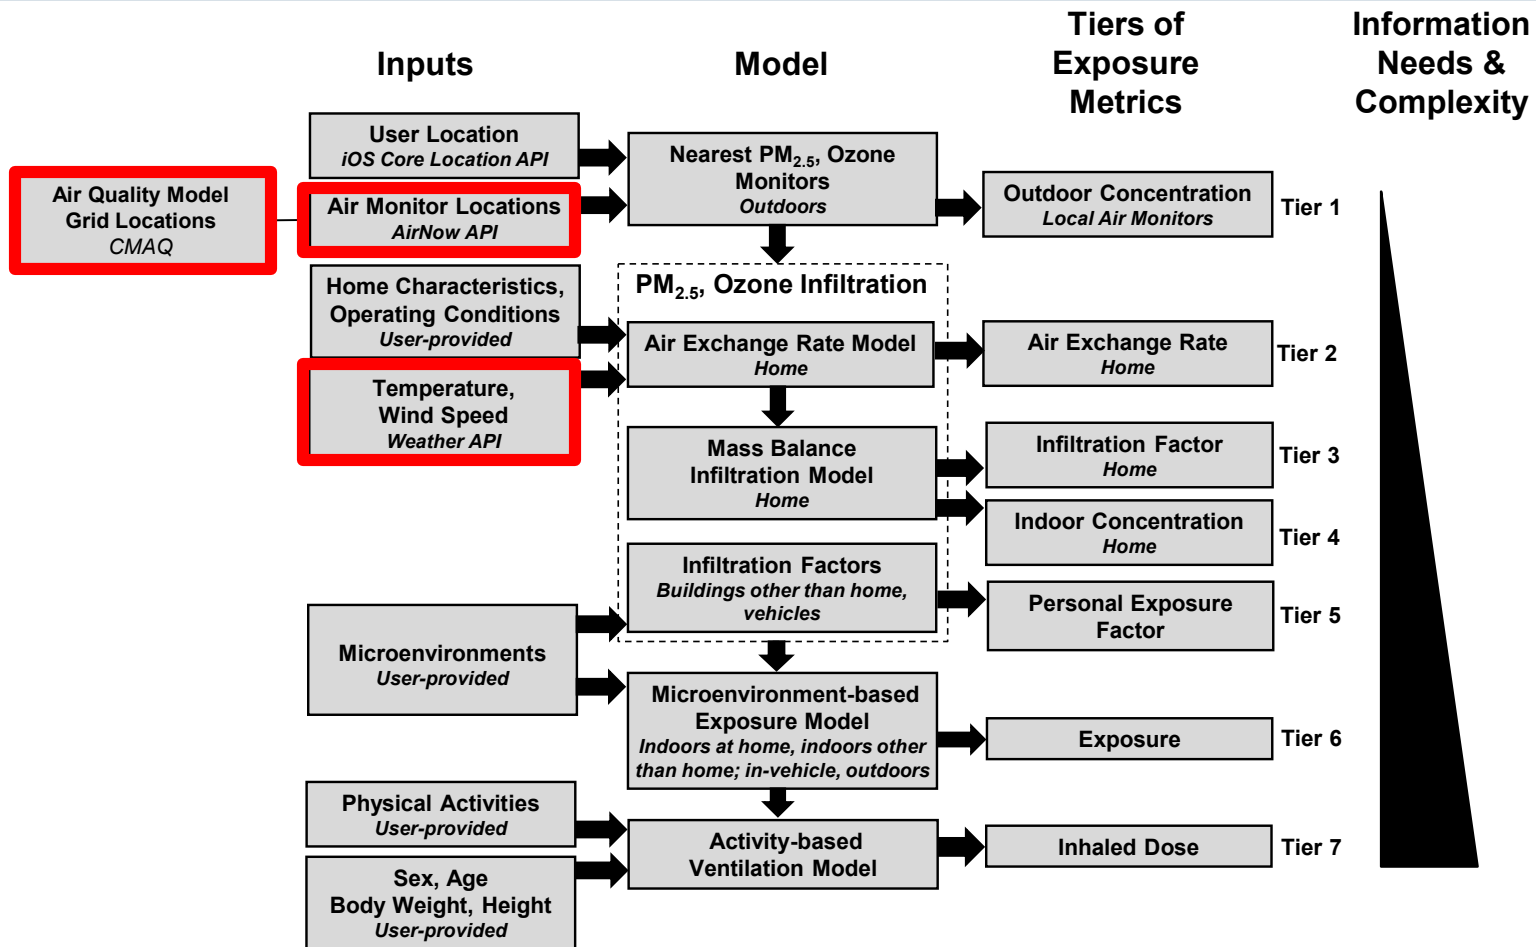 Inputs
Model
Tiers of
Exposure
Metrics
Information
Needs &
Complexity
Air Quality Model
Grid Locations
CMAQ
User Location
iOS Core Location API
Air Monitor Locations
AirNow API
Nearest PM2.5, Ozone
Monitors
Outdoors
Outdoor Concentration
Local Air Monitors
Tier 1
Home Characteristics,
Operating Conditions
User-provided
Temperature,
Wind Speed
Weather API
PM2.5, Ozone Infiltration
Air Exchange Rate Model
Home
Air Exchange Rate
Home
Tier 2
Mass Balance
Infiltration Model
Home
Infiltration Factor
Home
Tier 3
Indoor Concentration
Home
Tier 4
Infiltration Factors
Buildings other than home,
vehicles
Personal Exposure
Factor
Tier 5
Microenvironments
User-provided
Microenvironment-based
Exposure Model
Indoors at home, indoors other
than home; in-vehicle, outdoors
Exposure
Tier 6
Physical Activities
User-provided
Sex, Age
Body Weight, Height
User-provided
Activity-based
Ventilation Model
Inhaled Dose
Tier 7